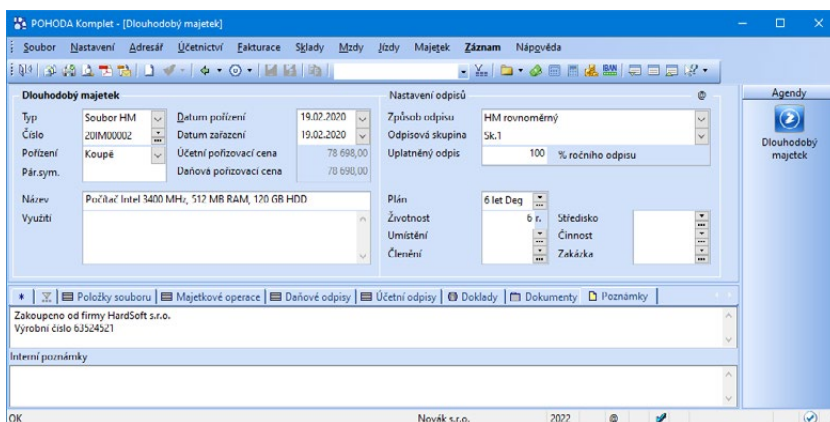 POHODA Komplet - [Dlouhodobý majetek]
Soubor Nastavení Adresář Účetnictví Fakturace Sklady Mzdy Jízdy Majetek Záznam Nápověda
Dlouhodobý majetek Nastavení odpisů @ Agendy
Typ Soubor HM Datum pořízení 19.02.2020 Způsob odpisu HM rovnoměrný
Číslo 20IM00002 Datum zařazení 19.02.2020 Odpisová skupina Sk.1
Pořízení Koupě Účetní pořizovací cena 78 698,00 Uplatněný odpis 100 % ročního odpisu
Pár.sym. Daňová pořizovací cena 78 698,00
Dlouhodobý
majetek
Název Počítač Intel 3400 MHz, 512 MB RAM, 120 GB HDD Plán 6 let Deg
Využití Životnost 6 r. Středisko
Umístění Činnost
Členění Zakázka
* Položky souboru Majetkové operace Daňové odpisy Účetní odpisy Doklady Dokumenty Poznámky
Zakoupeno od firmy HardSoft s.r.o.
Výrobní číslo 63524521
Interní poznámky
OK Novák s.r.o. 2022 @